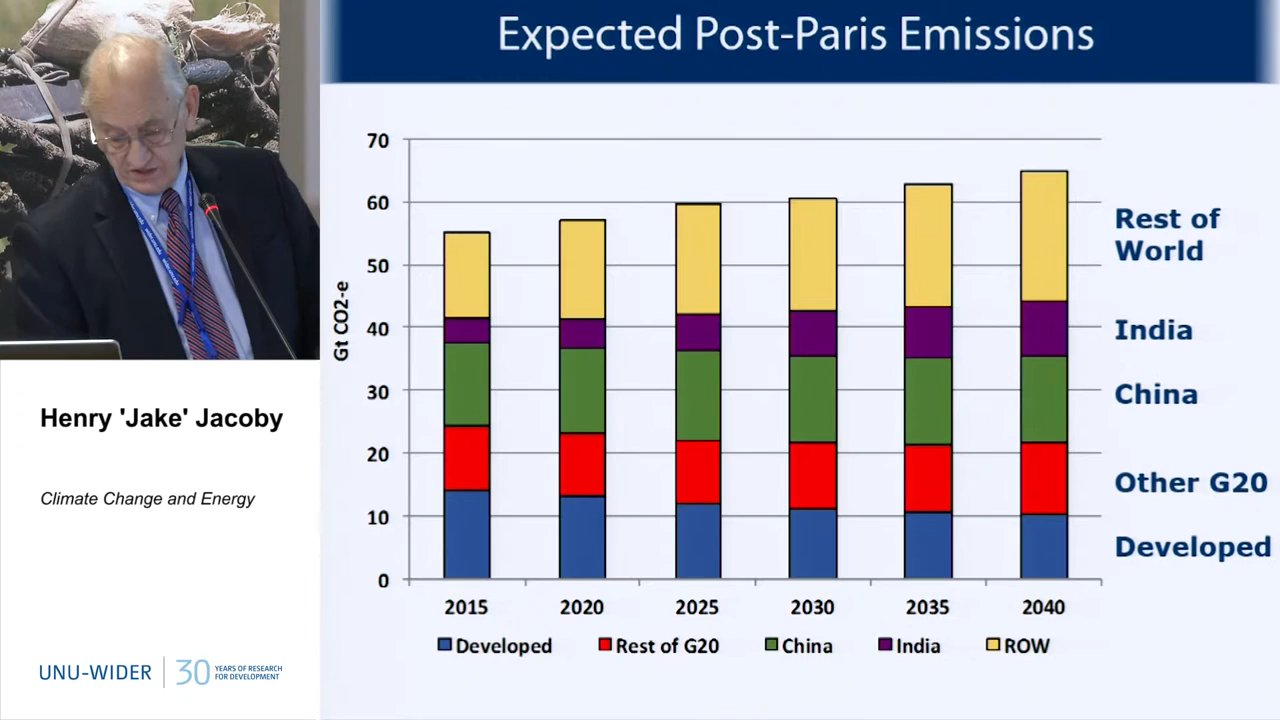 Expected Post-Paris Emissions
70
60
50
40
30
20
10
0
Gt CO2-e
2015 2020 2025 2030 2035 2040
Developed Rest of G20 China India ROW
Rest of
World
India
China
Other G20
Developed
Henry 'Jake' Jacoby
Climate Change and Energy
UNU-WIDER 30 YEARS OF RESEARCH
FOR DEVELOPMENT